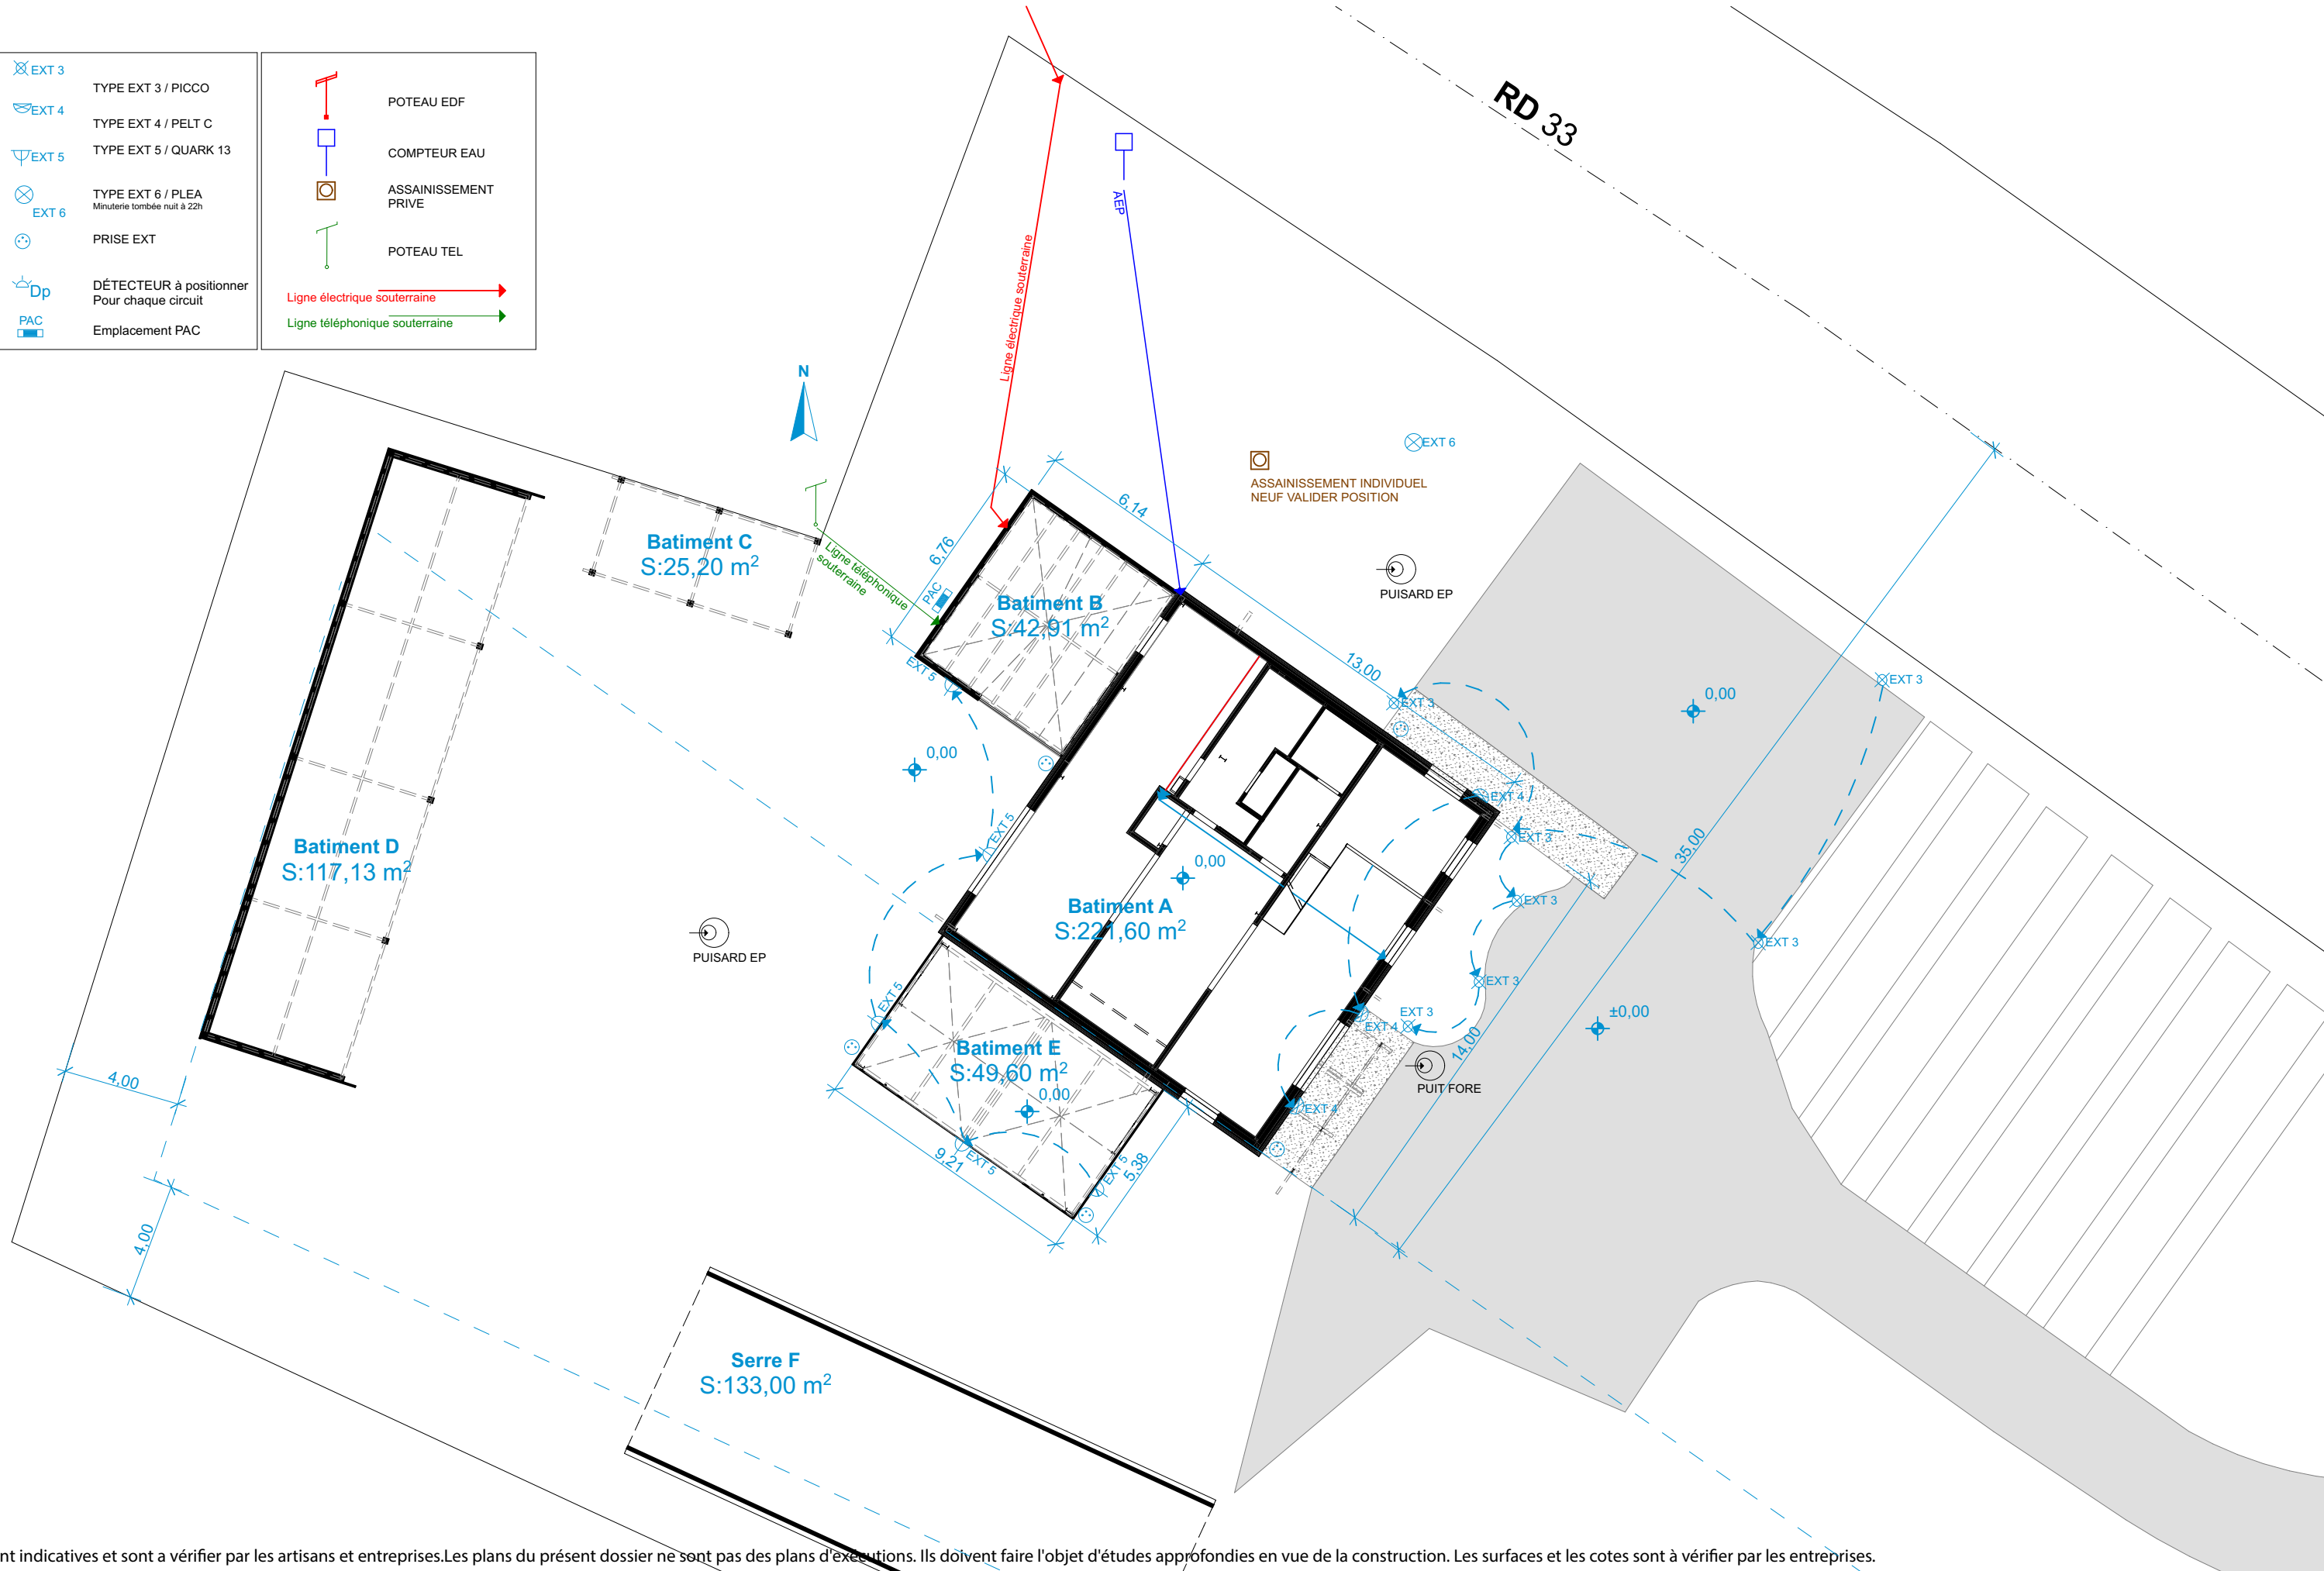 EXT 3
TYPE EXT 3 / PICCO
EXT 4
TYPE EXT 4 / PELT C
EXT 5
TYPE EXT 5 / QUARK 13
TYPE EXT 6 / PLEA
Minuterie tombée nuit à 22h
EXT 6
PRISE EXT
Dp
DÉTECTEUR à positionner
Pour chaque circuit
PAC
Emplacement PAC
POTEAU EDF
COMPTEUR EAU
ASSAINISSEMENT
PRIVE
POTEAU TEL
Ligne électrique souterraine
Ligne téléphonique souterraine
RD 33
AEP
Ligne électrique souterraine
N
EXT 6
ASSAINISSEMENT INDIVIDUEL
NEUF VALIDER POSITION
6,14
6,76
Batiment C
S:25,20 m²
Ligne téléphonique
souterraine
PAC
Batiment B
S:42,91 m²
PUISARD EP
EXT 5
13,00
EXT 3
EXT 3
0,00
0,00
EXT 4
EXT 5
EXT 3
35,00
Batiment D
S:117,13 m²
0,00
Batiment A
S:221,60 m²
EXT 3
EXT 3
PUISARD EP
EXT 3
EXT 5
EXT 3
EXT 4
±0,00
14,00
Batiment E
S:49,60 m²
0,00
PUIT FORE
EXT 4
4,00
9,21
EXT 5
EXT 5
5,38
4,00
Serre F
S:133,00 m²
nt indicatives et sont a vérifier par les artisans et entreprises.Les plans du présent dossier ne sont pas des plans d'exécutions. Ils doivent faire l'objet d'études approfondies en vue de la construction. Les surfaces et les cotes sont à vérifier par les entreprises.